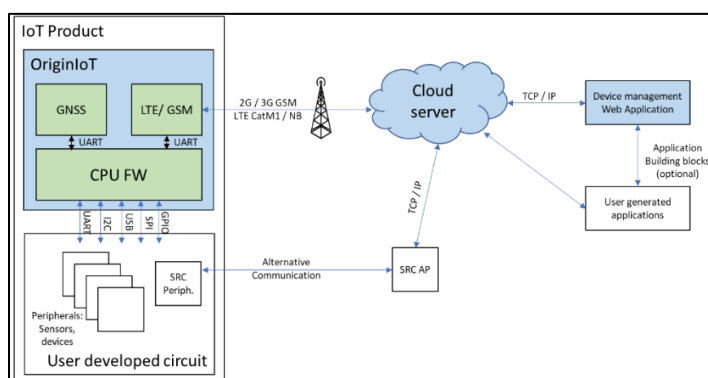 IoT Product
OriginIoT
GNSS
LTE/ GSM
UART
UART
CPU FW
UART
I2C
USB
SPI
GPIO
SRC
Periph.
Peripherals:
Sensors,
devices
User developed circuit
2G / 3G GSM
LTE CatM1 / NB
Cloud
server
TCP / IP
Device management
Web Application
Application
Building blocks
(optional)
User generated
applications
TCP / IP
Alternative
Communication
SRC AP